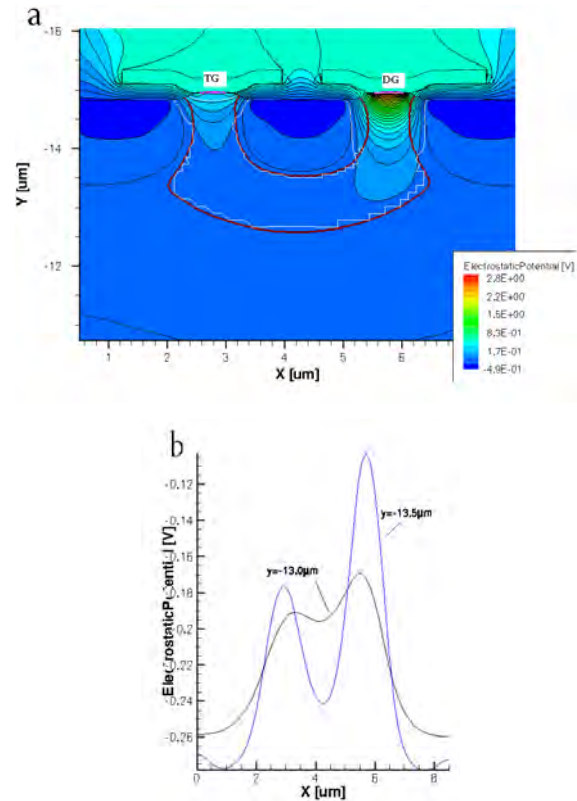 a
-16
-14
-12
Y [um]
TG
DG
1
2
3
4
5
6
X [um]
ElectrostaticPotential [V]
2.8E+00
2.2E+00
1.5E+00
8.3E-01
1.7E-01
-4.9E-01
b
-0.12
-0.14
-0.16
-0.18
-0.2
-0.22
-0.24
-0.26
ElectrostaticPotential [V]
y=-13.5μm
y=-13.0μm
0
2
4
6
8
X [um]